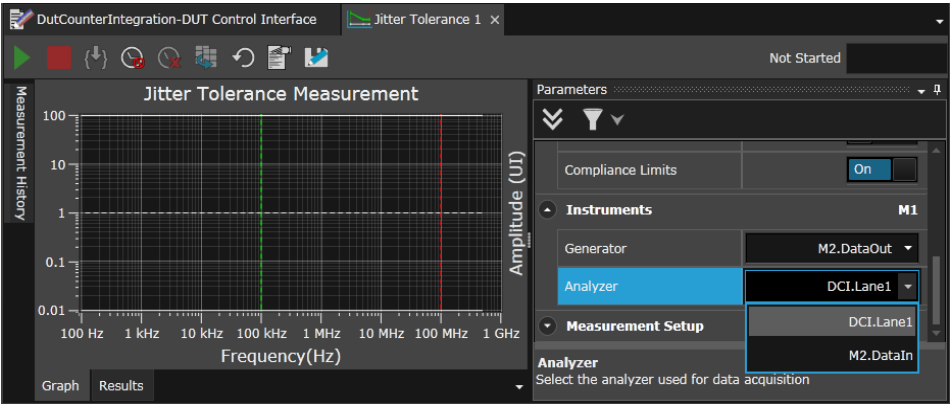 DutCounterIntegration-DUT Control Interface
Jitter Tolerance 1
Not Started
Measurement History
Jitter Tolerance Measurement
100
10
1
0.1
0.01
100 Hz 1 kHz 10 kHz 100 kHz 1 MHz 10 MHz 100 MHz 1 GHz
Frequency(Hz)
Amplitude (UI)
Graph Results
Parameters
Compliance Limits On
Instruments M1
Generator M2.DataOut
Analyzer DCI.Lane1
DCI.Lane1
Measurement Setup
M2.DataIn
Analyzer
Select the analyzer used for data acquisition